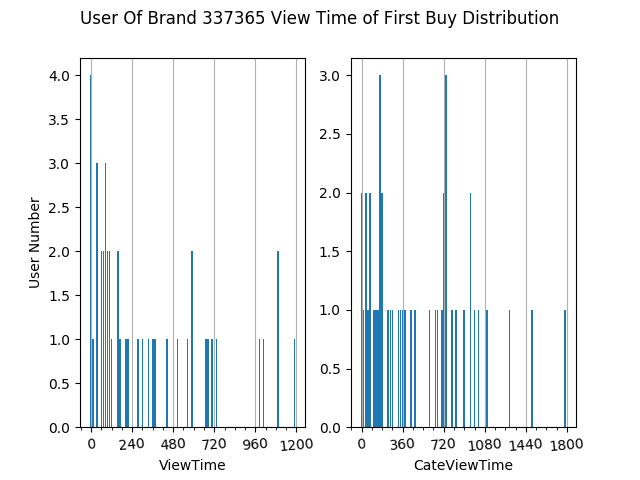 User Of Brand 337365 View Time of First Buy Distribution
4.0
3.5
3.0
2.5
2.0
1.5
1.0
0.5
0.0
User Number
0 240 480 720 960 1200
ViewTime
3.0
2.5
2.0
1.5
1.0
0.5
0.0
0 360 720 1080 1440 1800
CateViewTime